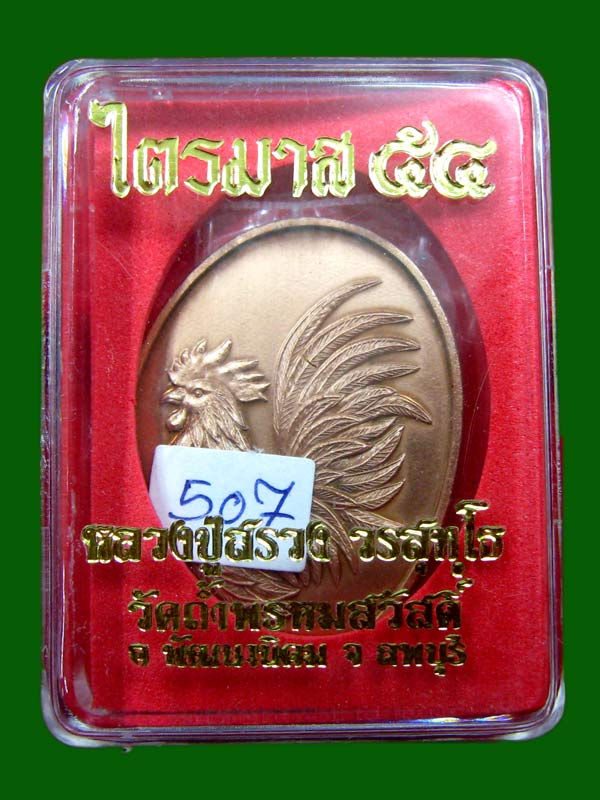 ไตรมาส ๕๔
507
หลวงปู่สรวง วรสุทฺโธ
วัดถ้ำพรหมสวัสดิ์
อ พัฒนานิคม จ ลพบุรี